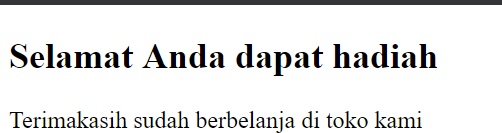 Selamat Anda dapat hadiah
Terimakasih sudah berbelanja di toko kami